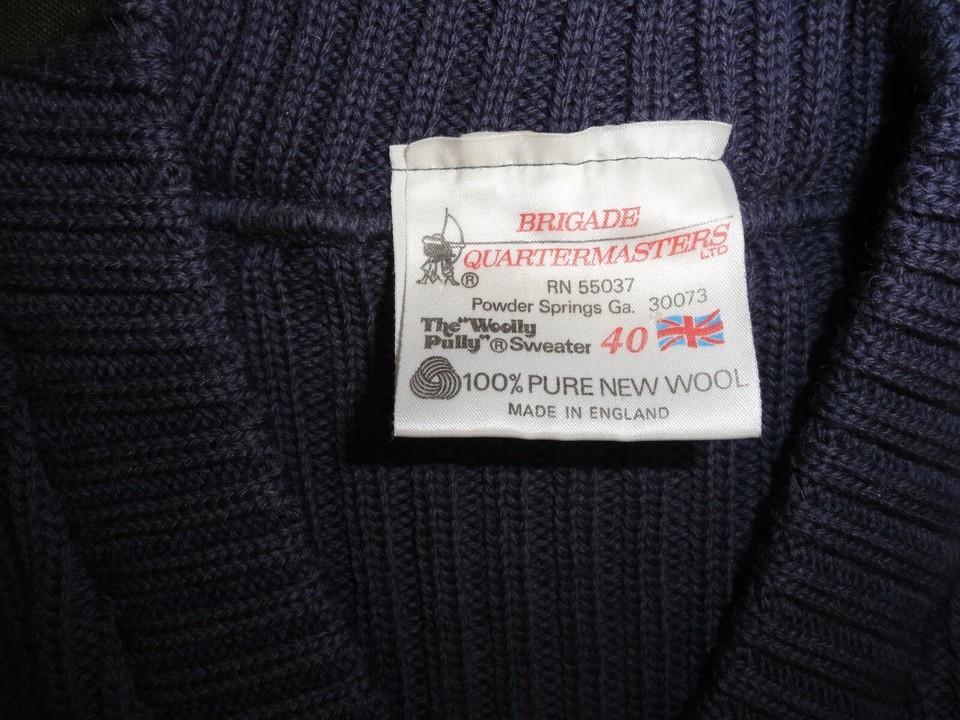 BRIGADE
QUARTERMASTERS LTD
®
RN 55037
Powder Springs Ga. 30073
The "Woolly
Pully"® Sweater 40
100% PURE NEW WOOL
MADE IN ENGLAND